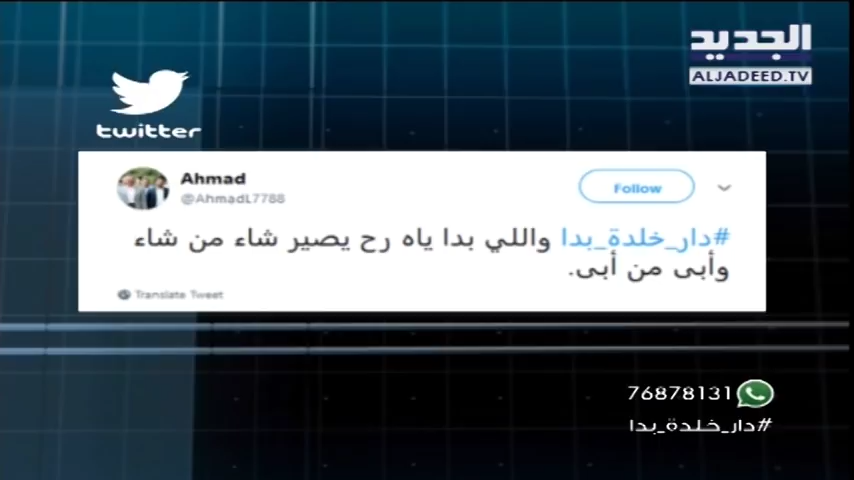 الجديد
ALJADEED.TV
twitter
Ahmad
@AhmadL7788
Follow
#دار_خلدة_بدا واللي بدا ياه رح يصير شاء من شاء
وأبى من أبى.
Translate Tweet
76878131
#دار_خلدة_بدا